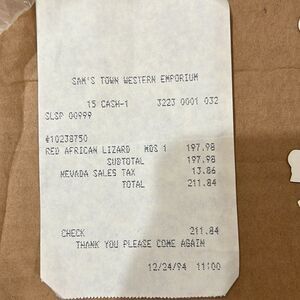 SAM'S TOWN WESTERN EMPORIUM
15 CASH-1 3223 0001 032
SLSP 00999
#10238750
RED AFRICAN LIZARD MDS 1 197.98
SUBTOTAL 197.98
NEVADA SALES TAX 13.86
TOTAL 211.84
CHECK 211.84
THANK YOU PLEASE COME AGAIN
12/24/94 11:00